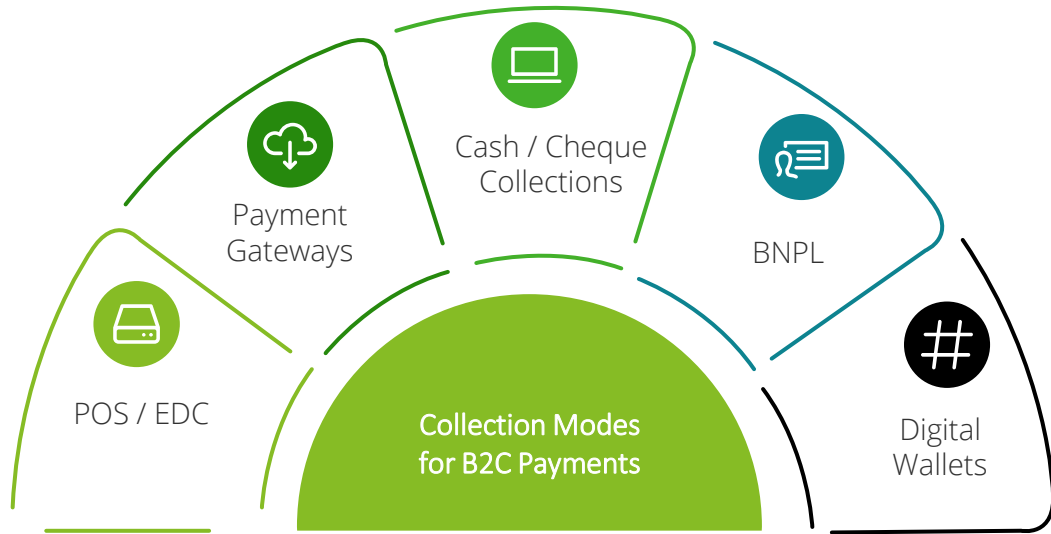 Cash / Cheque
Collections
Payment
Gateways
BNPL
POS / EDC
Digital
Wallets
Collection Modes
for B2C Payments